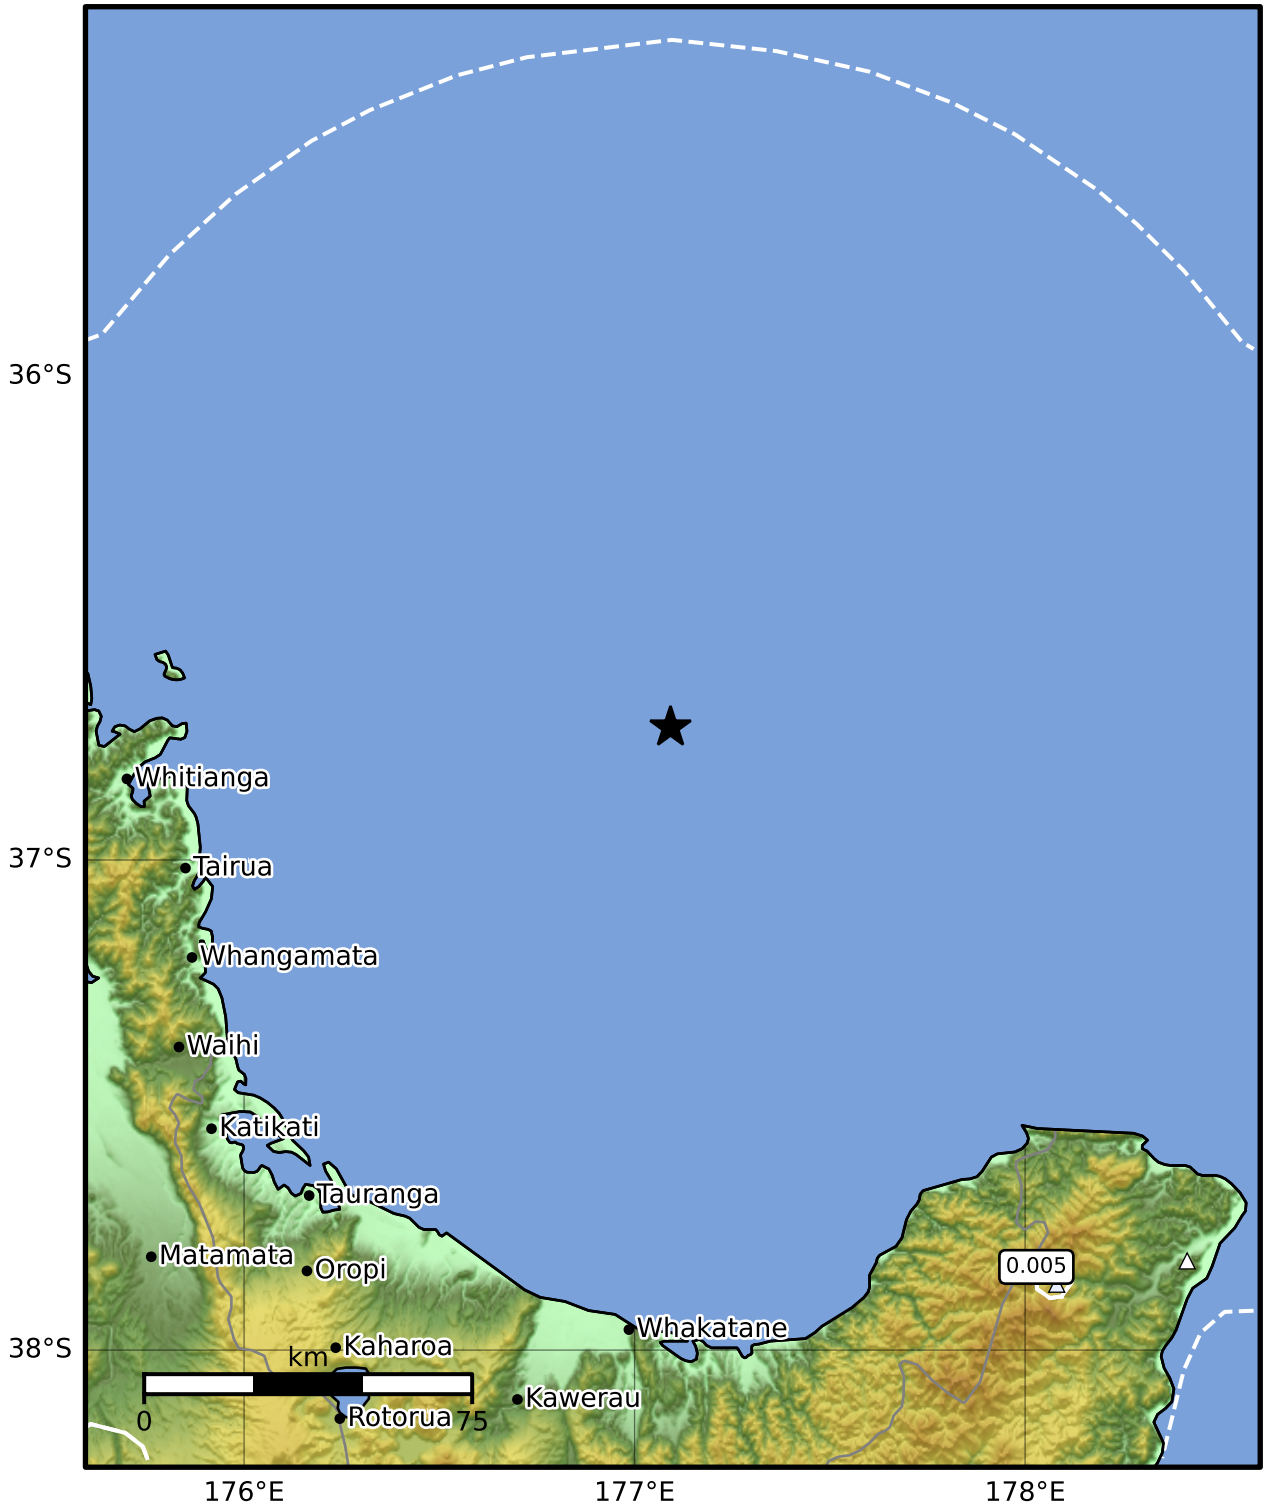 36°S
Whitianga
37°S
Tairua
Whangamata
Waihi
Katikati
Tauranga
Matamata
Oropi
0.005
Whakatane
38°S
Kaharoa
km
Kawerau
0
Rotorua
75
176°E
177°E
178°E